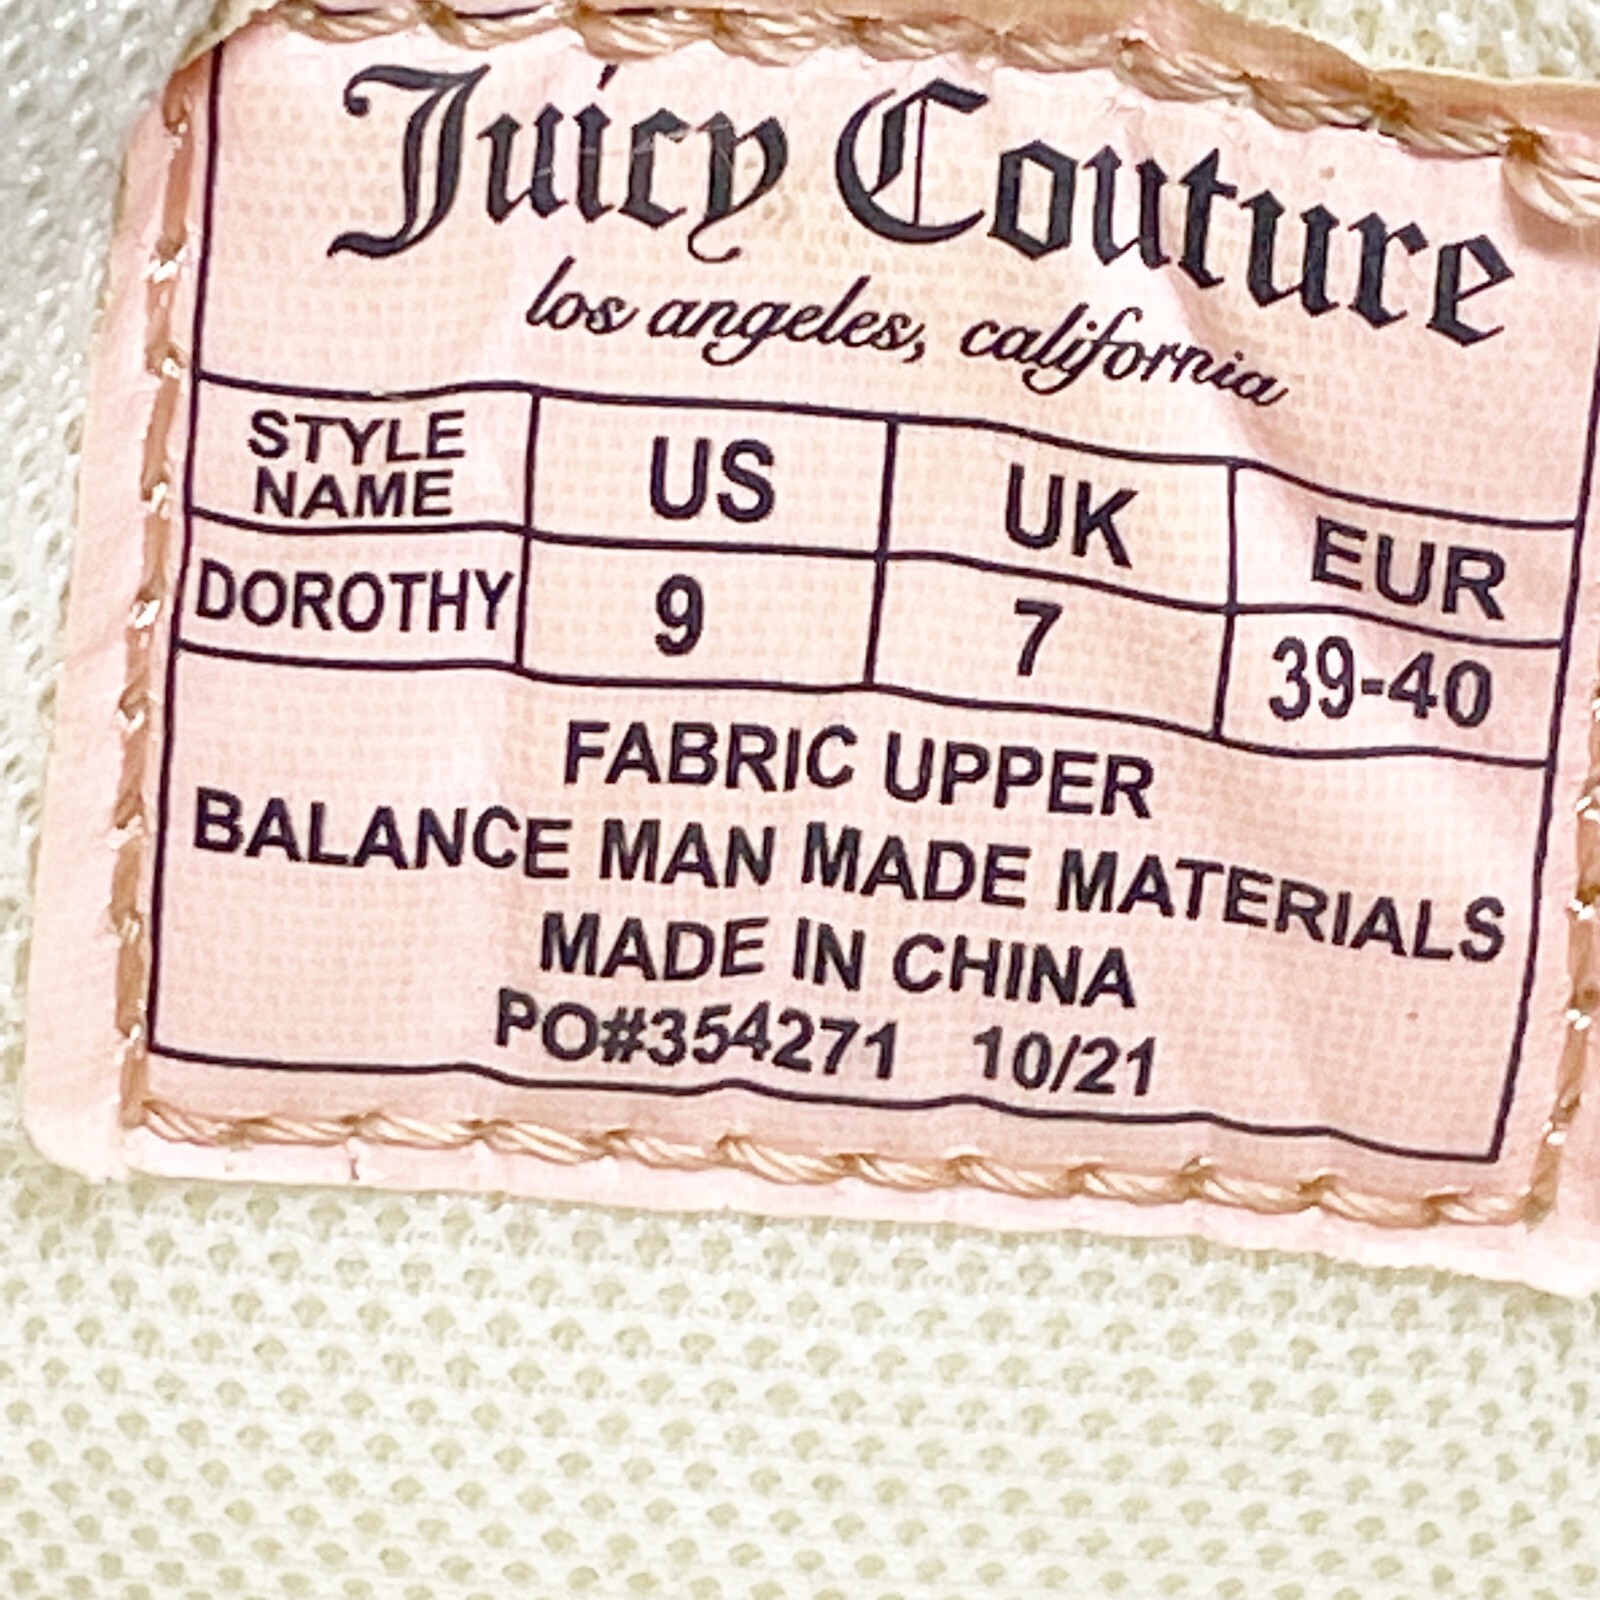 Juicy Couture
los angeles, california
STYLE NAME US UK EUR
DOROTHY 9 7 39-40
FABRIC UPPER
BALANCE MAN MADE MATERIALS
MADE IN CHINA
PO#354271 10/21